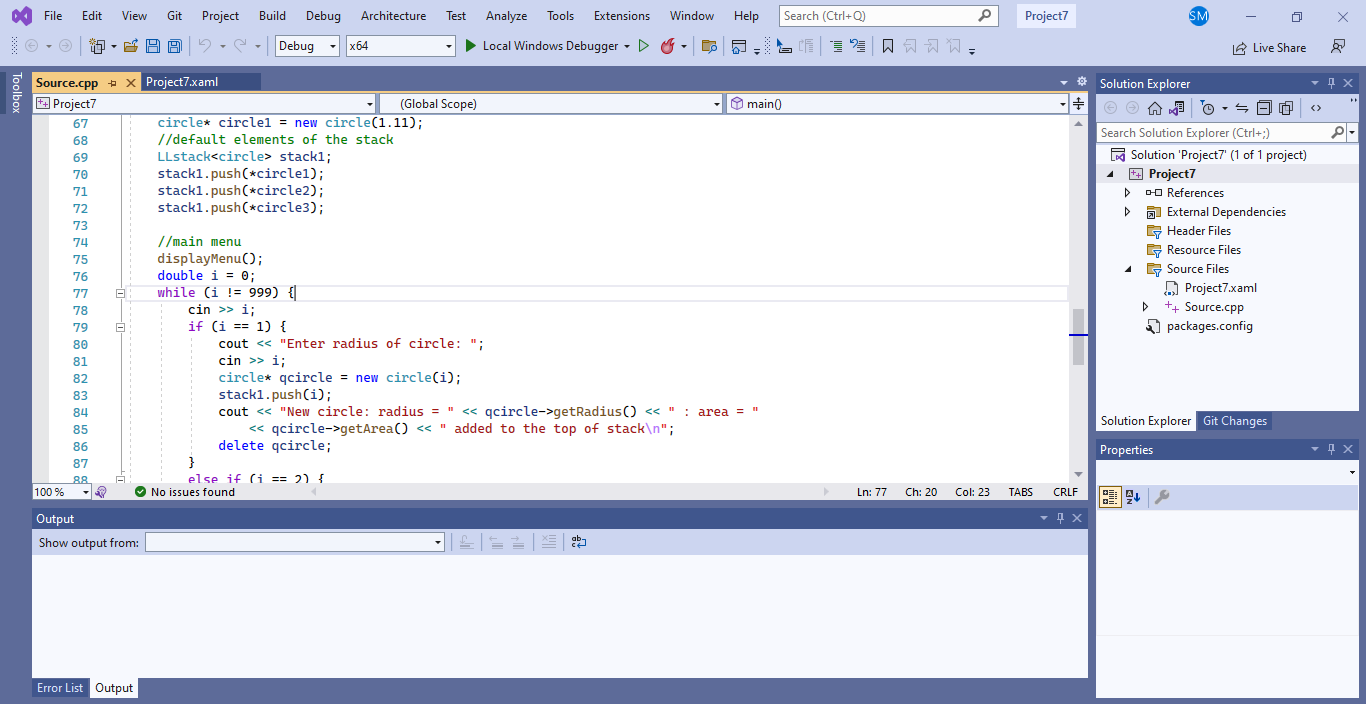 File Edit View Git Project Build Debug Architecture Test Analyze Tools Extensions Window Help Search (Ctrl+Q) Project7 SM
Debug x64 Local Windows Debugger Live Share
Toolbox
Source.cpp Project7.xaml
Project7 (Global Scope) main()
67 circle* circle1 = new circle(1.11);
68 //default elements of the stack
69 LLstack<circle> stack1;
70 stack1.push(*circle1);
71 stack1.push(*circle2);
72 stack1.push(*circle3);
73
74 //main menu
75 displayMenu();
76 double i = 0;
77 while (i != 999) {
78 cin >> i;
79 if (i == 1) {
80 cout << "Enter radius of circle: ";
81 cin >> i;
82 circle* qcircle = new circle(i);
83 stack1.push(i);
84 cout << "New circle: radius = " << qcircle->getRadius() << " : area = "
85 << qcircle->getArea() << " added to the top of stack\n";
86 delete qcircle;
87 }
88 else if (i == 2) {
100 % No issues found Ln: 77 Ch: 20 Col: 23 TABS CRLF
Output
Show output from:
Error List Output
Solution Explorer
Search Solution Explorer (Ctrl+;)
Solution 'Project7' (1 of 1 project)
Project7
References
External Dependencies
Header Files
Resource Files
Source Files
Project7.xaml
Source.cpp
packages.config
Solution Explorer Git Changes
Properties